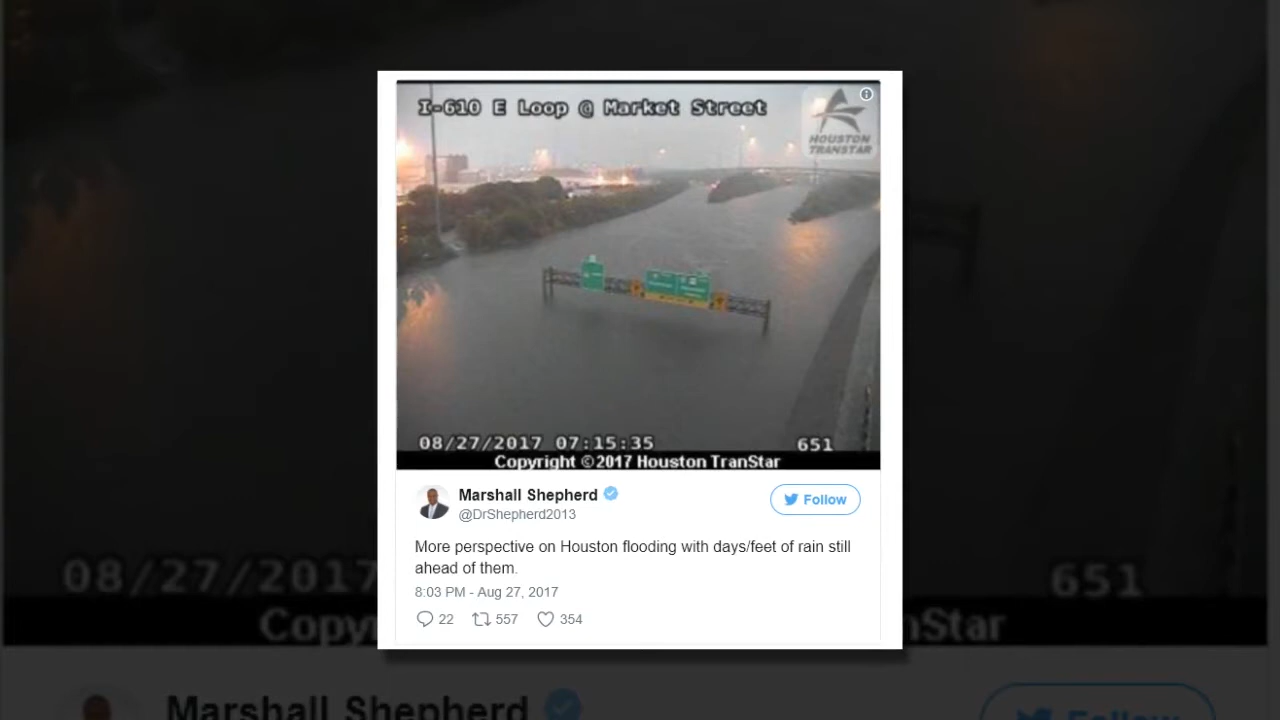 I-610 E Loop @ Market Street
HOUSTON
TRANSTAR
08/27/2017 07:15:35
651
Copyright ©2017 Houston TranStar
Marshall Shepherd
@DrShepherd2013
Follow
More perspective on Houston flooding with days/feet of rain still
ahead of them.
8:03 PM - Aug 27, 2017
22
557
354
08/27/2017
651
Copy
nStar
Marshall Shepherd
Follow